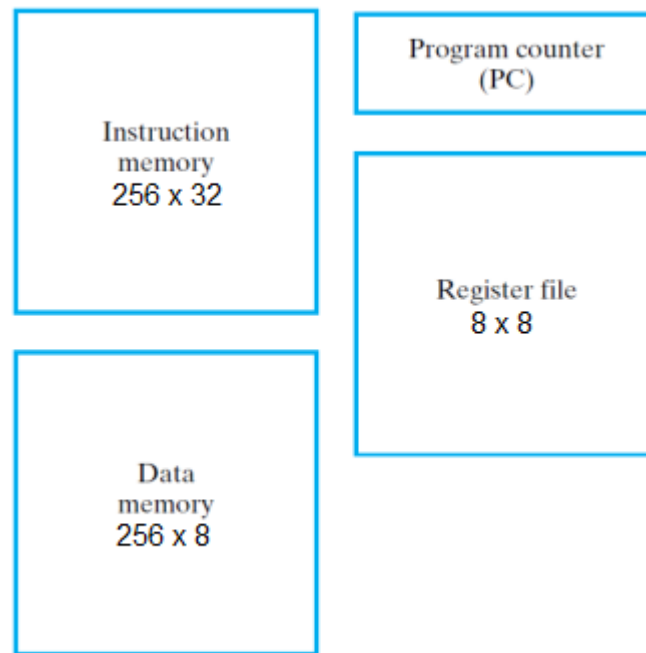 Instruction
memory
256 x 32
Program counter
(PC)
Register file
8 x 8
Data
memory
256 x 8